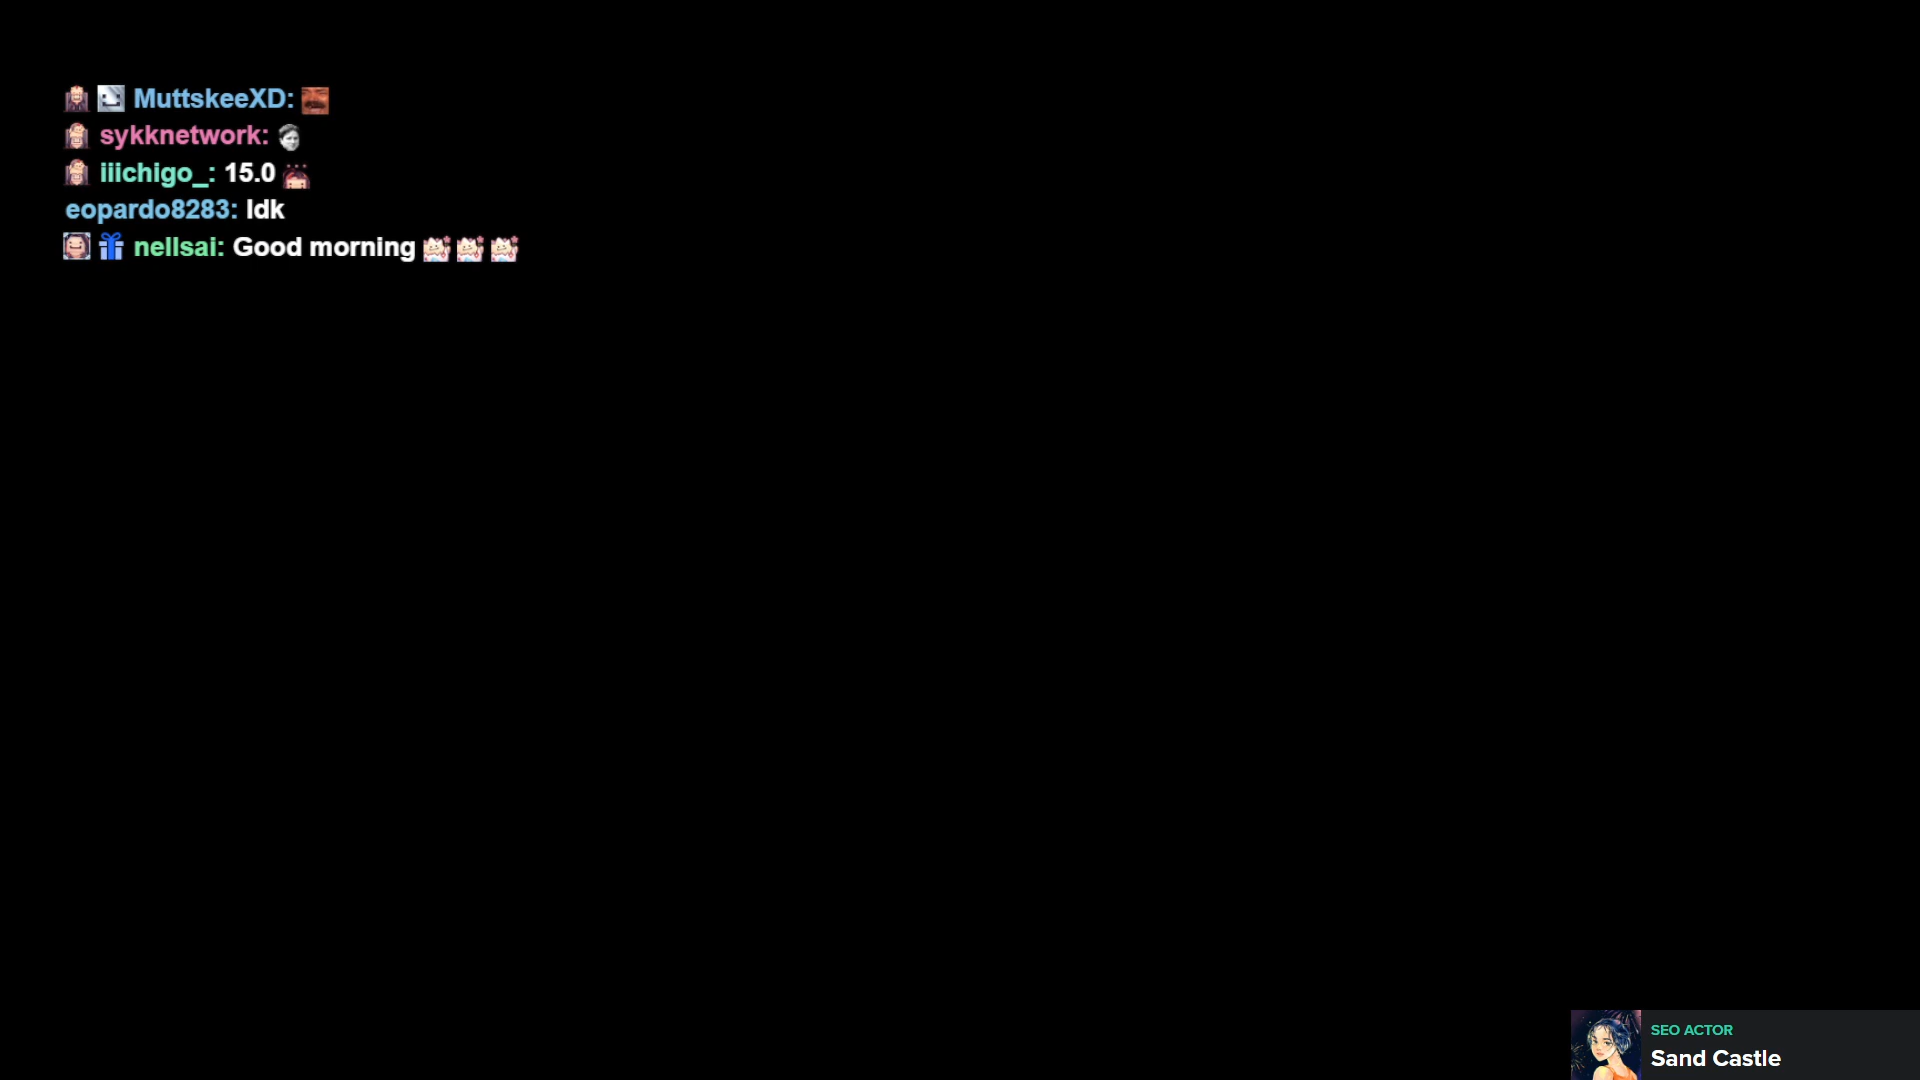 MuttskeeXD:
sykknetwork:
iiichigo_: 15.0
eopardo8283: Idk
nellsai: Good morning
SEO ACTOR
Sand Castle